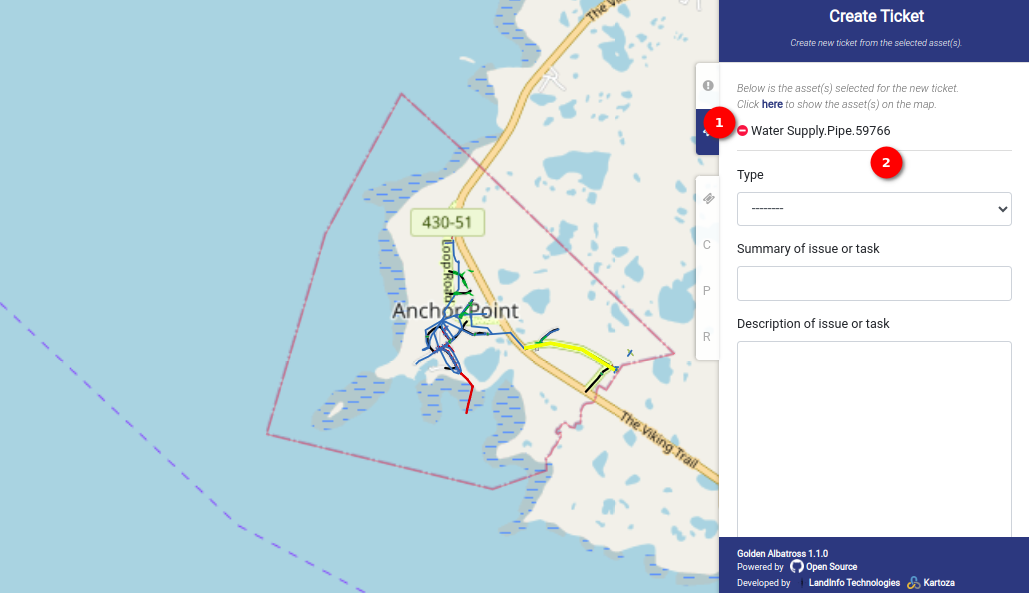 The Vi
430-51
Loop Road
Anchor Point
The Viking Trail
Create Ticket
Create new ticket from the selected asset(s).
Below is the asset(s) selected for the new ticket.
Click here to show the asset(s) on the map.
1
Water Supply.Pipe.59766
2
Type
--------
C
P
R
Summary of issue or task
Description of issue or task
Golden Albatross 1.1.0
Powered by Open Source
Developed by LandInfo Technologies Kartoza